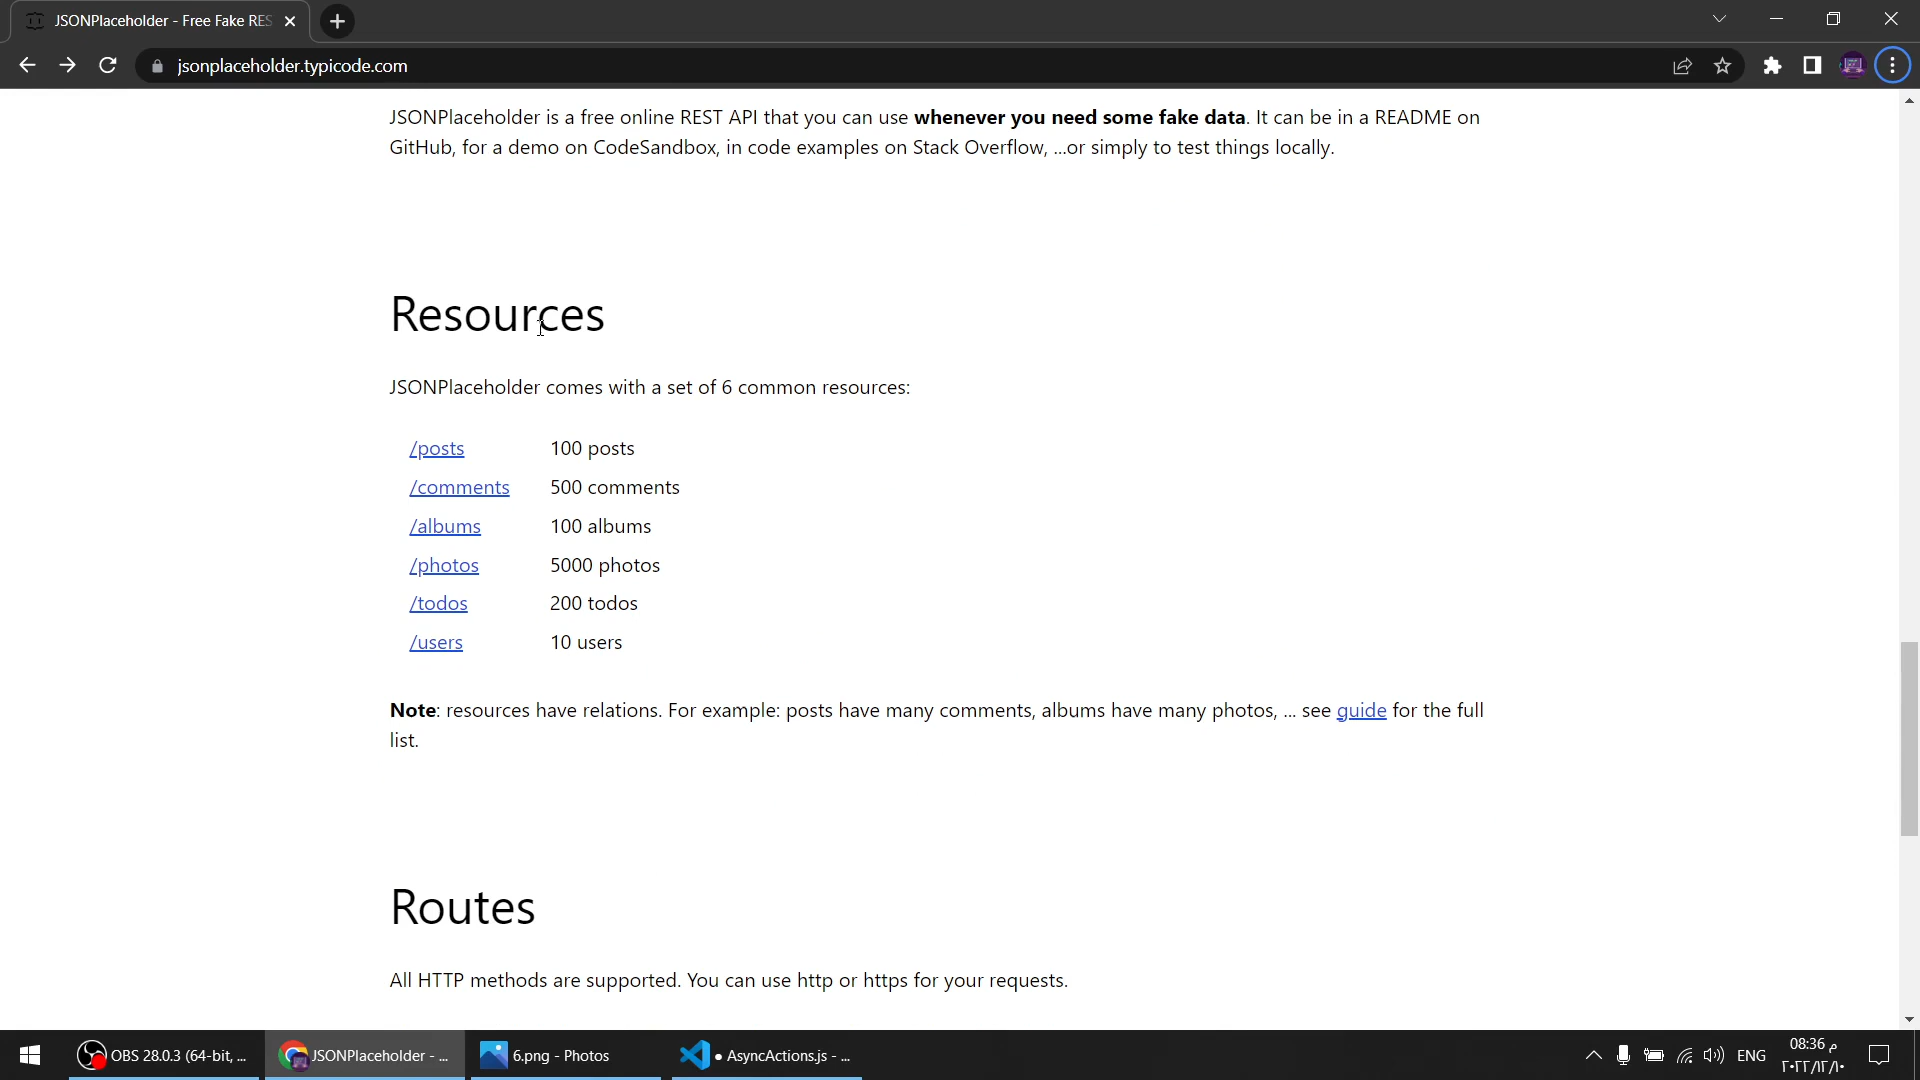 JSONPlaceholder - Free Fake RES
jsonplaceholder.typicode.com
JSONPlaceholder is a free online REST API that you can use whenever you need some fake data. It can be in a README on
GitHub, for a demo on CodeSandbox, in code examples on Stack Overflow, ...or simply to test things locally.
Resources
JSONPlaceholder comes with a set of 6 common resources:
/posts 100 posts
/comments 500 comments
/albums 100 albums
/photos 5000 photos
/todos 200 todos
/users 10 users
Note: resources have relations. For example: posts have many comments, albums have many photos, ... see guide for the full
list.
Routes
All HTTP methods are supported. You can use http or https for your requests.
OBS 28.0.3 (64-bit, ...
JSONPlaceholder - ...
6.png - Photos
● AsyncActions.js - ...
ENG
08:36 م
٢٠٢٢/١٢/١٠